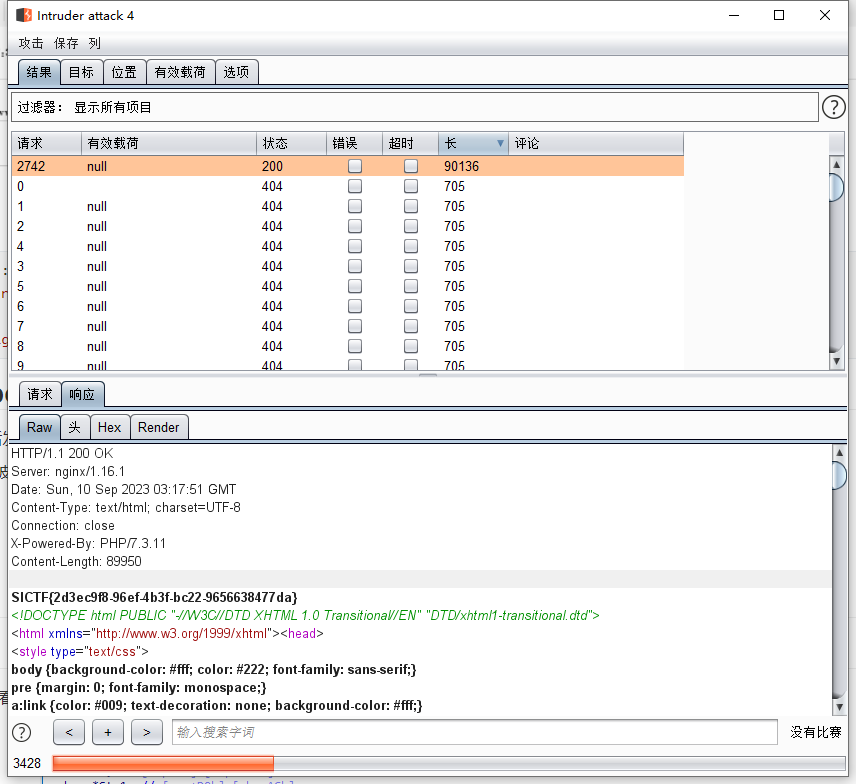 Intruder attack 4
攻击 保存 列
结果 目标 位置 有效载荷 选项
过滤器： 显示所有项目
请求 有效载荷 状态 错误 超时 长 评论
2742 null 200 90136
0 404 705
1 null 404 705
2 null 404 705
4 null 404 705
3 null 404 705
5 null 404 705
6 null 404 705
7 null 404 705
8 null 404 705
9 null 404 705
请求 响应
Raw 头 Hex Render
HTTP/1.1 200 OK
Server: nginx/1.16.1
Date: Sun, 10 Sep 2023 03:17:51 GMT
Content-Type: text/html; charset=UTF-8
Connection: close
X-Powered-By: PHP/7.3.11
Content-Length: 89950
SICTF{2d3ec9f8-96ef-4b3f-bc22-9656638477da}
<!DOCTYPE html PUBLIC "-//W3C//DTD XHTML 1.0 Transitional//EN" "DTD/xhtml1-transitional.dtd">
<html xmlns="http://www.w3.org/1999/xhtml"><head>
<style type="text/css">
body {background-color: #fff; color: #222; font-family: sans-serif;}
pre {margin: 0; font-family: monospace;}
a:link {color: #009; text-decoration: none; background-color: #fff;}
? < + > 输入搜索字词 没有比赛
3428